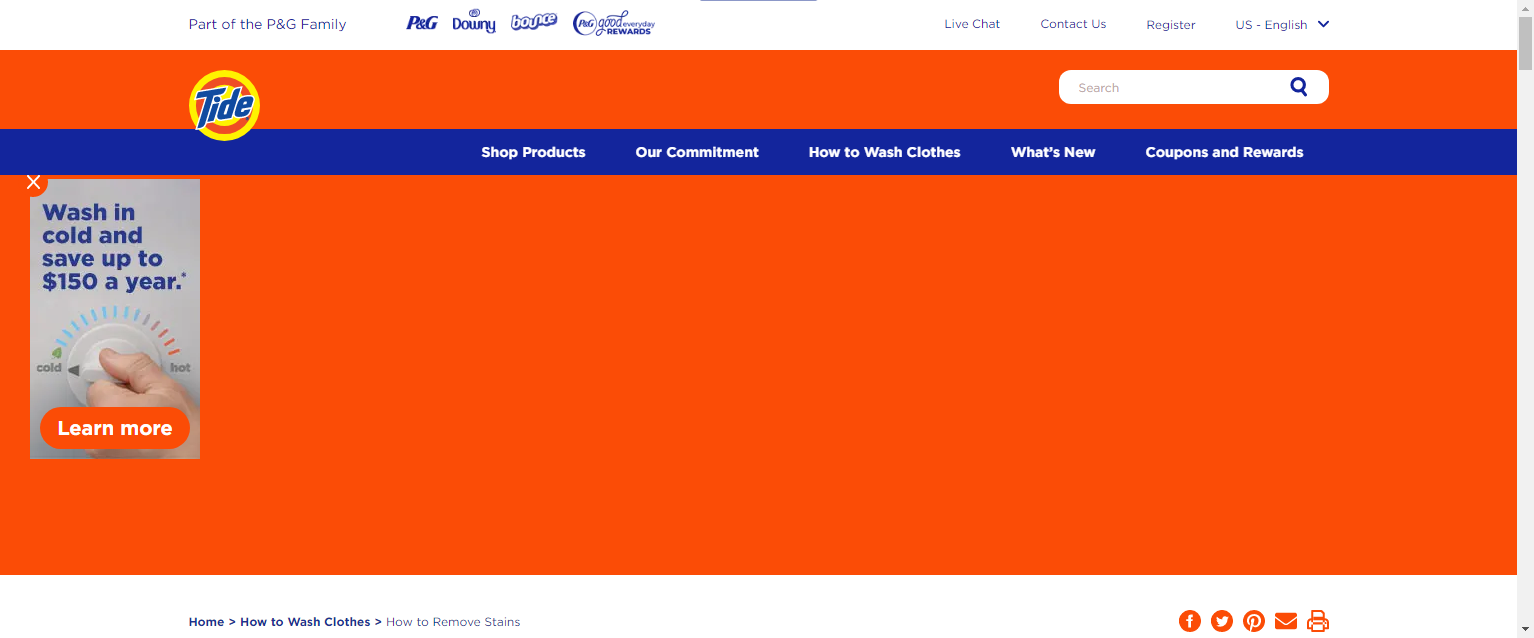 Part of the P&G Family
P&G
Downy
bounce
P&G good everyday
REWARDS
Live Chat
Contact Us
Register
US - English
Tide
Search
Shop Products
Our Commitment
How to Wash Clothes
What's New
Coupons and Rewards
Wash in
cold and
save up to
$150 a year.*
cold
hot
Learn more
Home > How to Wash Clothes > How to Remove Stains